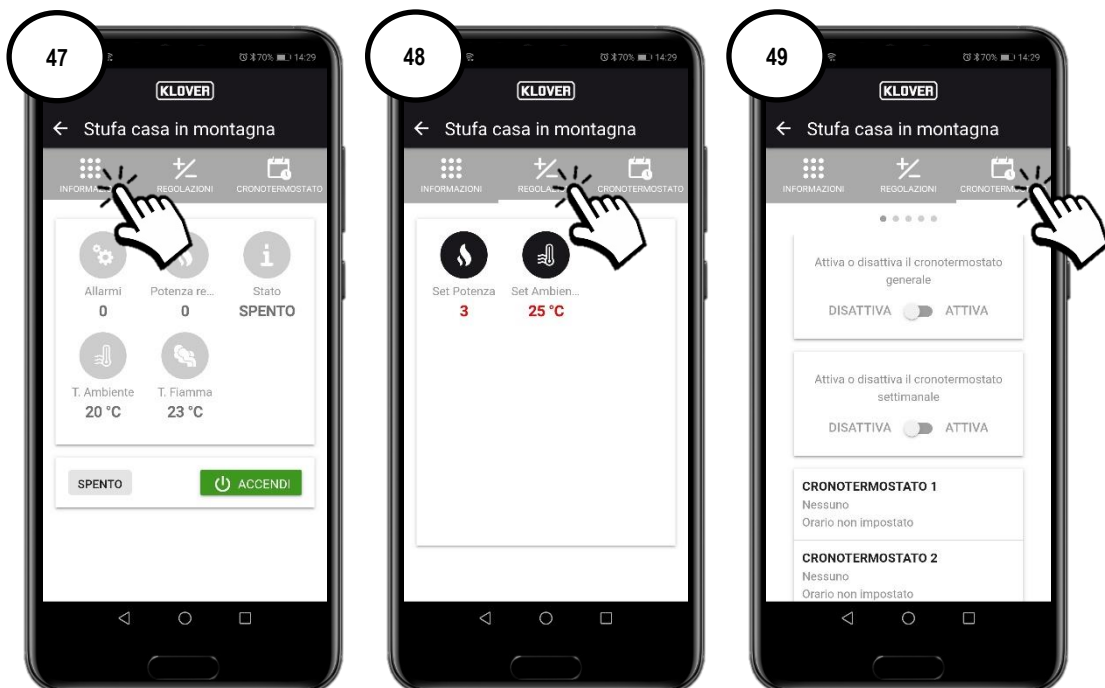 47
70% 14:29
KLOVER
Stufa casa in montagna
REGOLAZIONI CRONOTERMOSTATO
Allarmi Potenza re... Stato
0 0 SPENTO
T. Ambiente T. Fiamma
20 °C 23 °C
SPENTO ACCENDI
48
70% 14:29
KLOVER
Stufa casa in montagna
INFORMAZIONI CRONOTERMOSTATO
Set Potenza Set Ambien...
3 25 °C
49
70% 14:29
KLOVER
Stufa casa in montagna
INFORMAZIONI REGOLAZIONI
Attiva o disattiva il cronotermostato
generale
DISATTIVA ATTIVA
Attiva o disattiva il cronotermostato
settimanale
DISATTIVA ATTIVA
CRONOTERMOSTATO 1
Nessuno
Orario non impostato
CRONOTERMOSTATO 2
Nessuno
Orario non impostato